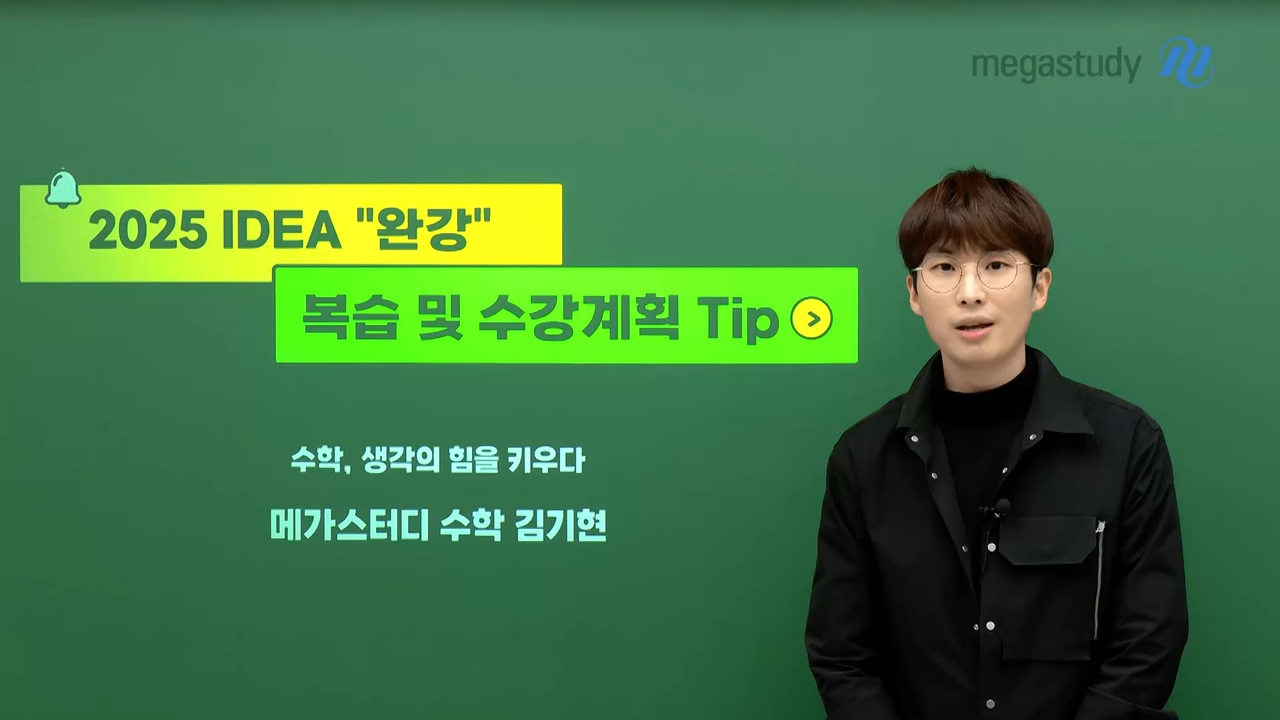 megastudy
2025 IDEA "완강"
복습 및 수강계획 Tip
수학, 생각의 힘을 키우다
메가스터디 수학 김기현